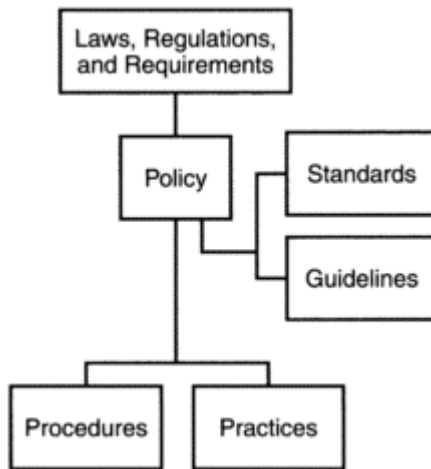 Laws, Regulations,
and Requirements
Policy
Standards
Guidelines
Procedures
Practices